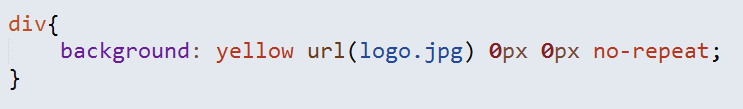 div{
    background: yellow url(logo.jpg) 0px 0px no-repeat;
}